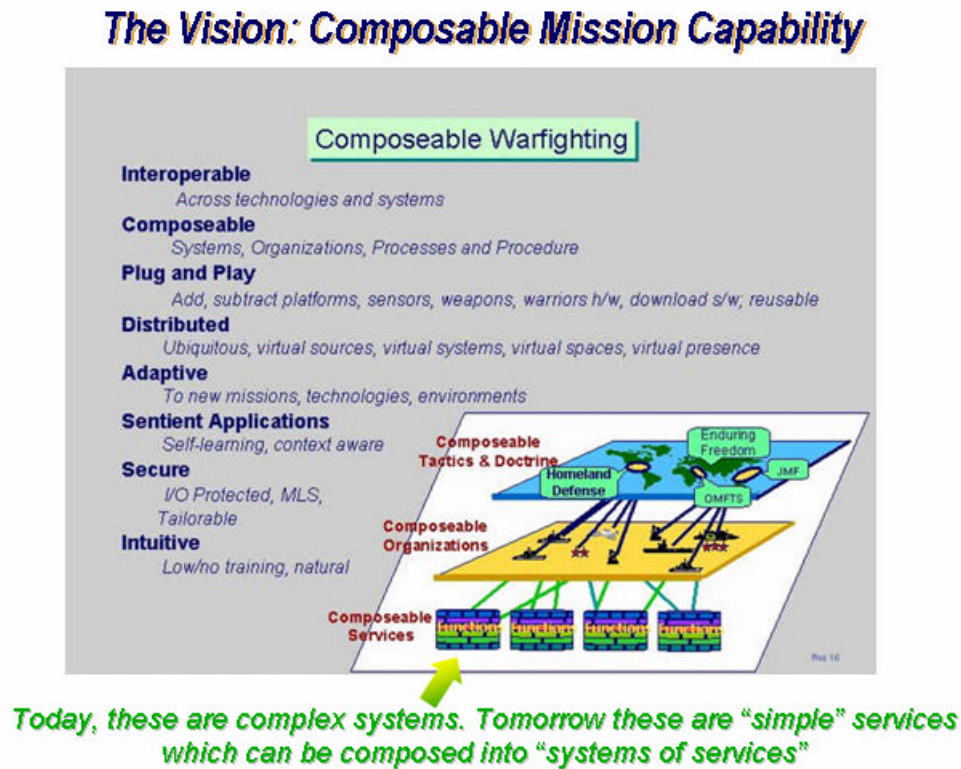 The Vision: Composable Mission Capability
Composeable Warfighting
Interoperable
Across technologies and systems
Composeable
Systems, Organizations, Processes and Procedure
Plug and Play
Add, subtract platforms, sensors, weapons, warriors h/w, download s/w; reusable
Distributed
Ubiquitous, virtual sources, virtual systems, virtual spaces, virtual presence
Adaptive
To new missions, technologies, environments
Sentient Applications
Self-learning, context aware
Secure
I/O Protected, MLS,
Tailorable
Intuitive
Low/no training, natural
Composeable
Tactics & Doctrine
Enduring
Freedom
Homeland
Defense
JMF
OMFTS
Composeable
Organizations
Composeable
Services
Functions Functions Functions Functions
Today, these are complex systems. Tomorrow these are “simple” services
which can be composed into “systems of services”